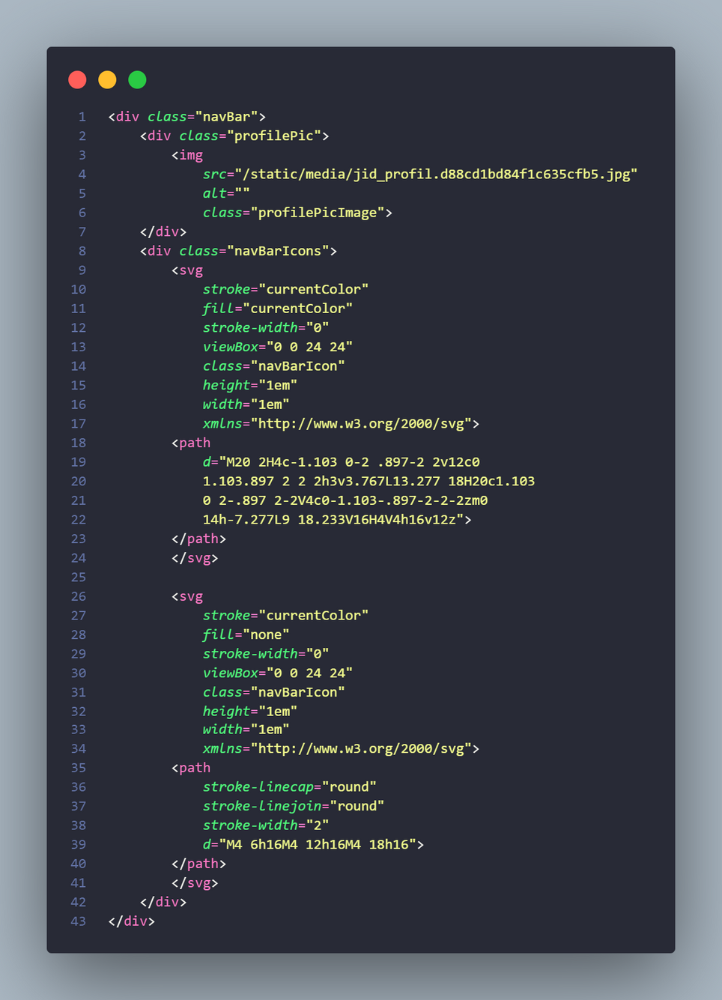 1 <div class="navBar">
2 <div class="profilePic">
3 <img
4 src="/static/media/jid_profil.d88cd1bd84f1c635cfb5.jpg"
5 alt=""
6 class="profilePicImage">
7 </div>
8 <div class="navBarIcons">
9 <svg
10 stroke="currentColor"
11 fill="currentColor"
12 stroke-width="0"
13 viewBox="0 0 24 24"
14 class="navBarIcon"
15 height="1em"
16 width="1em"
17 xmlns="http://www.w3.org/2000/svg">
18 <path
19 d="M20 2H4c-1.103 0-2 .897-2 2v12c0
20 1.103.897 2 2 2h3v3.767L13.277 18H20c1.103
21 0 2-.897 2-2V4c0-1.103-.897-2-2-2zm0
22 14h-7.277L9 18.233V16H4V4h16v12z">
23 </path>
24 </svg>
25
26 <svg
27 stroke="currentColor"
28 fill="none"
29 stroke-width="0"
30 viewBox="0 0 24 24"
31 class="navBarIcon"
32 height="1em"
33 width="1em"
34 xmlns="http://www.w3.org/2000/svg">
35 <path
36 stroke-linecap="round"
37 stroke-linejoin="round"
38 stroke-width="2"
39 d="M4 6h16M4 12h16M4 18h16">
40 </path>
41 </svg>
42 </div>
43 </div>